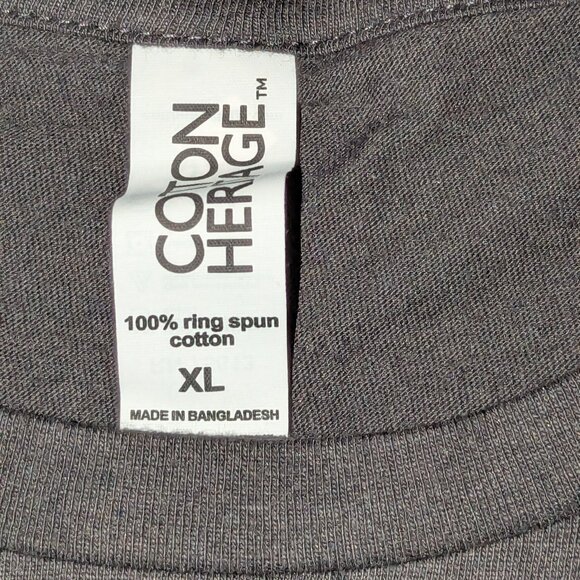 COTTON
HERITAGE™
100% ring spun
cotton
XL
MADE IN BANGLADESH